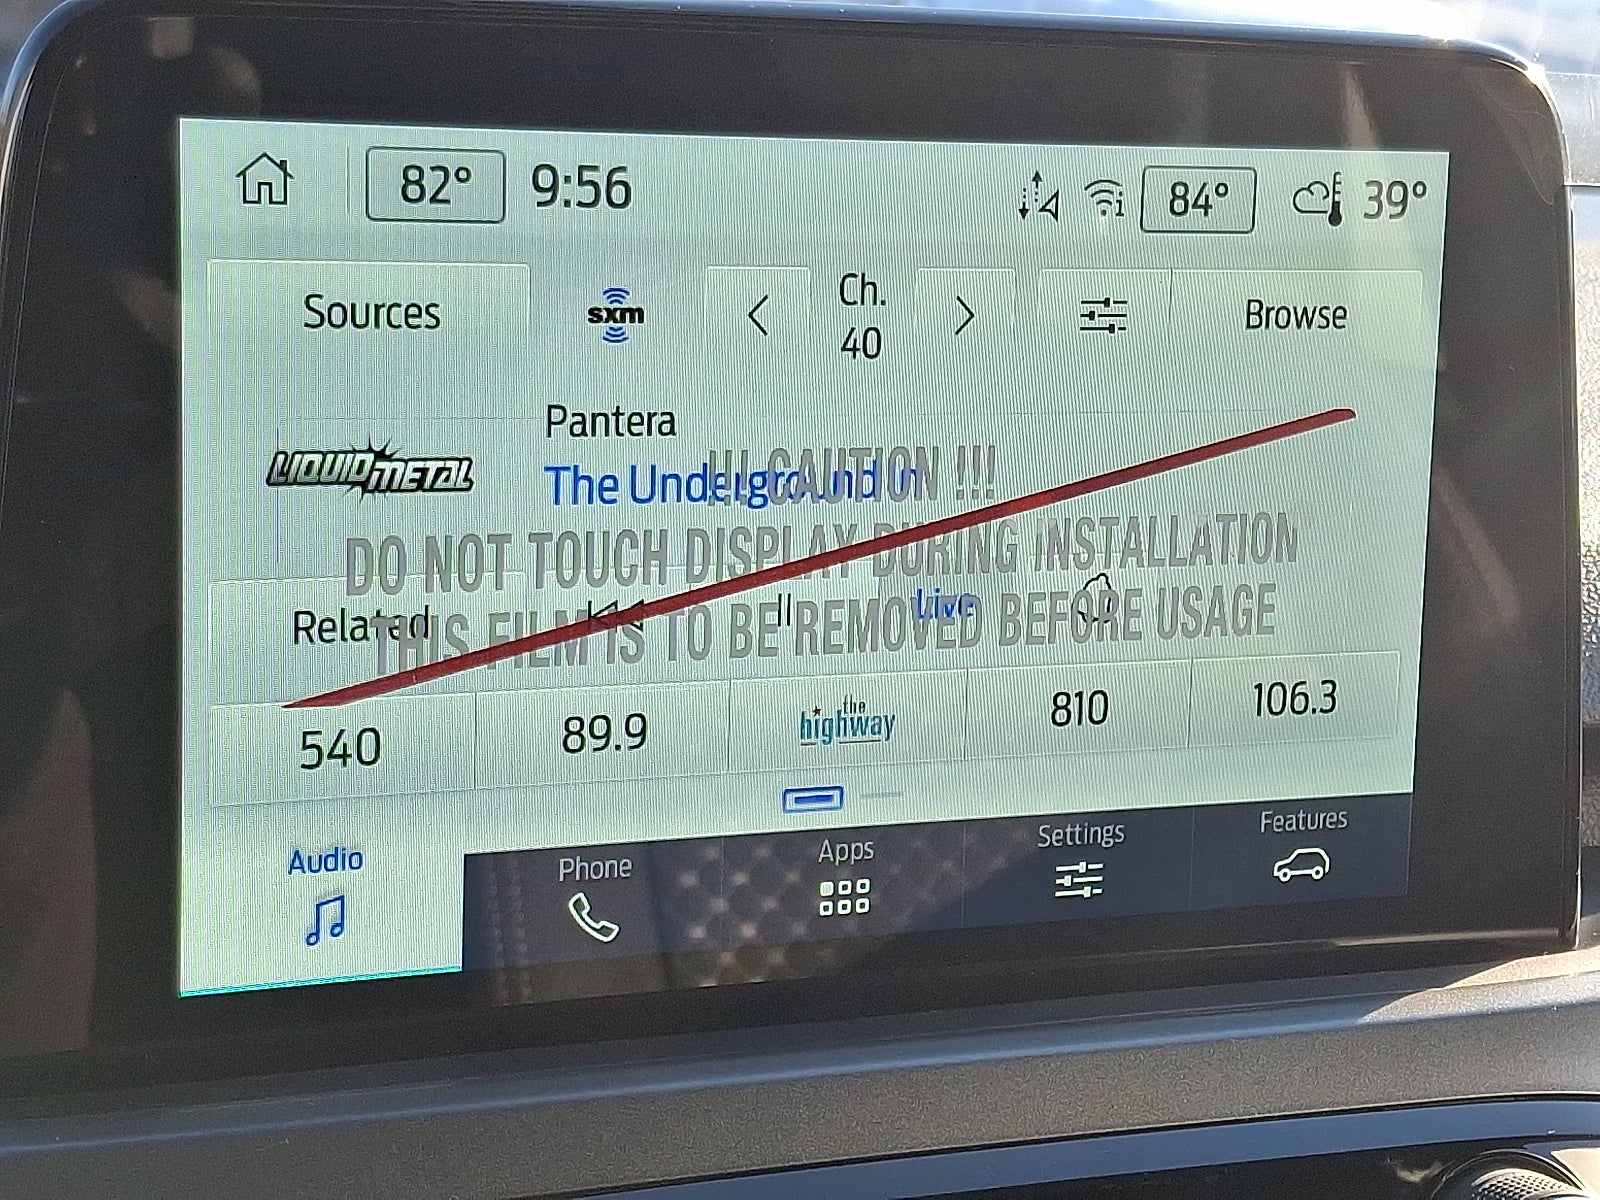 82° 9:56 84° 39°
Sources sxm Ch. 40 Browse
LIQUID METAL
Pantera
The Underground In
!!! CAUTION !!!
DO NOT TOUCH DISPLAY DURING INSTALLATION
THIS FILM IS TO BE REMOVED BEFORE USAGE
Related Live
540 89.9 the highway 810 106.3
Audio Phone Apps Settings Features